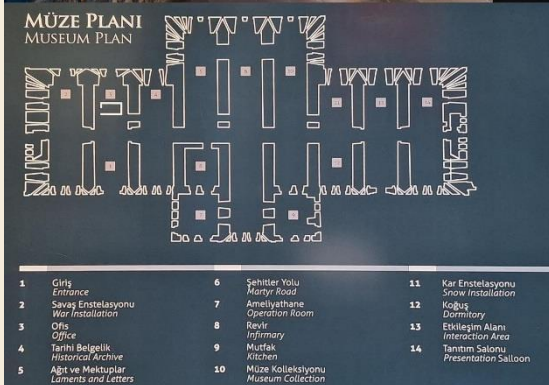 MÜZE PLANI
MUSEUM PLAN
1 Giriş
Entrance
2 Savaş Enstelasyonu
War Installation
3 Ofis
Office
4 Tarihi Belgelik
Historical Archive
5 Ağıt ve Mektuplar
Laments and Letters
6 Şehitler Yolu
Martyr Road
7 Ameliyathane
Operation Room
8 Revir
Infirmary
9 Mutfak
Kitchen
10 Müze Kolleksiyonu
Museum Collection
11 Kar Enstelasyonu
Snow Installation
12 Koğuş
Dormitory
13 Etkileşim Alanı
Interaction Area
14 Tanıtım Salonu
Presentation Salloon